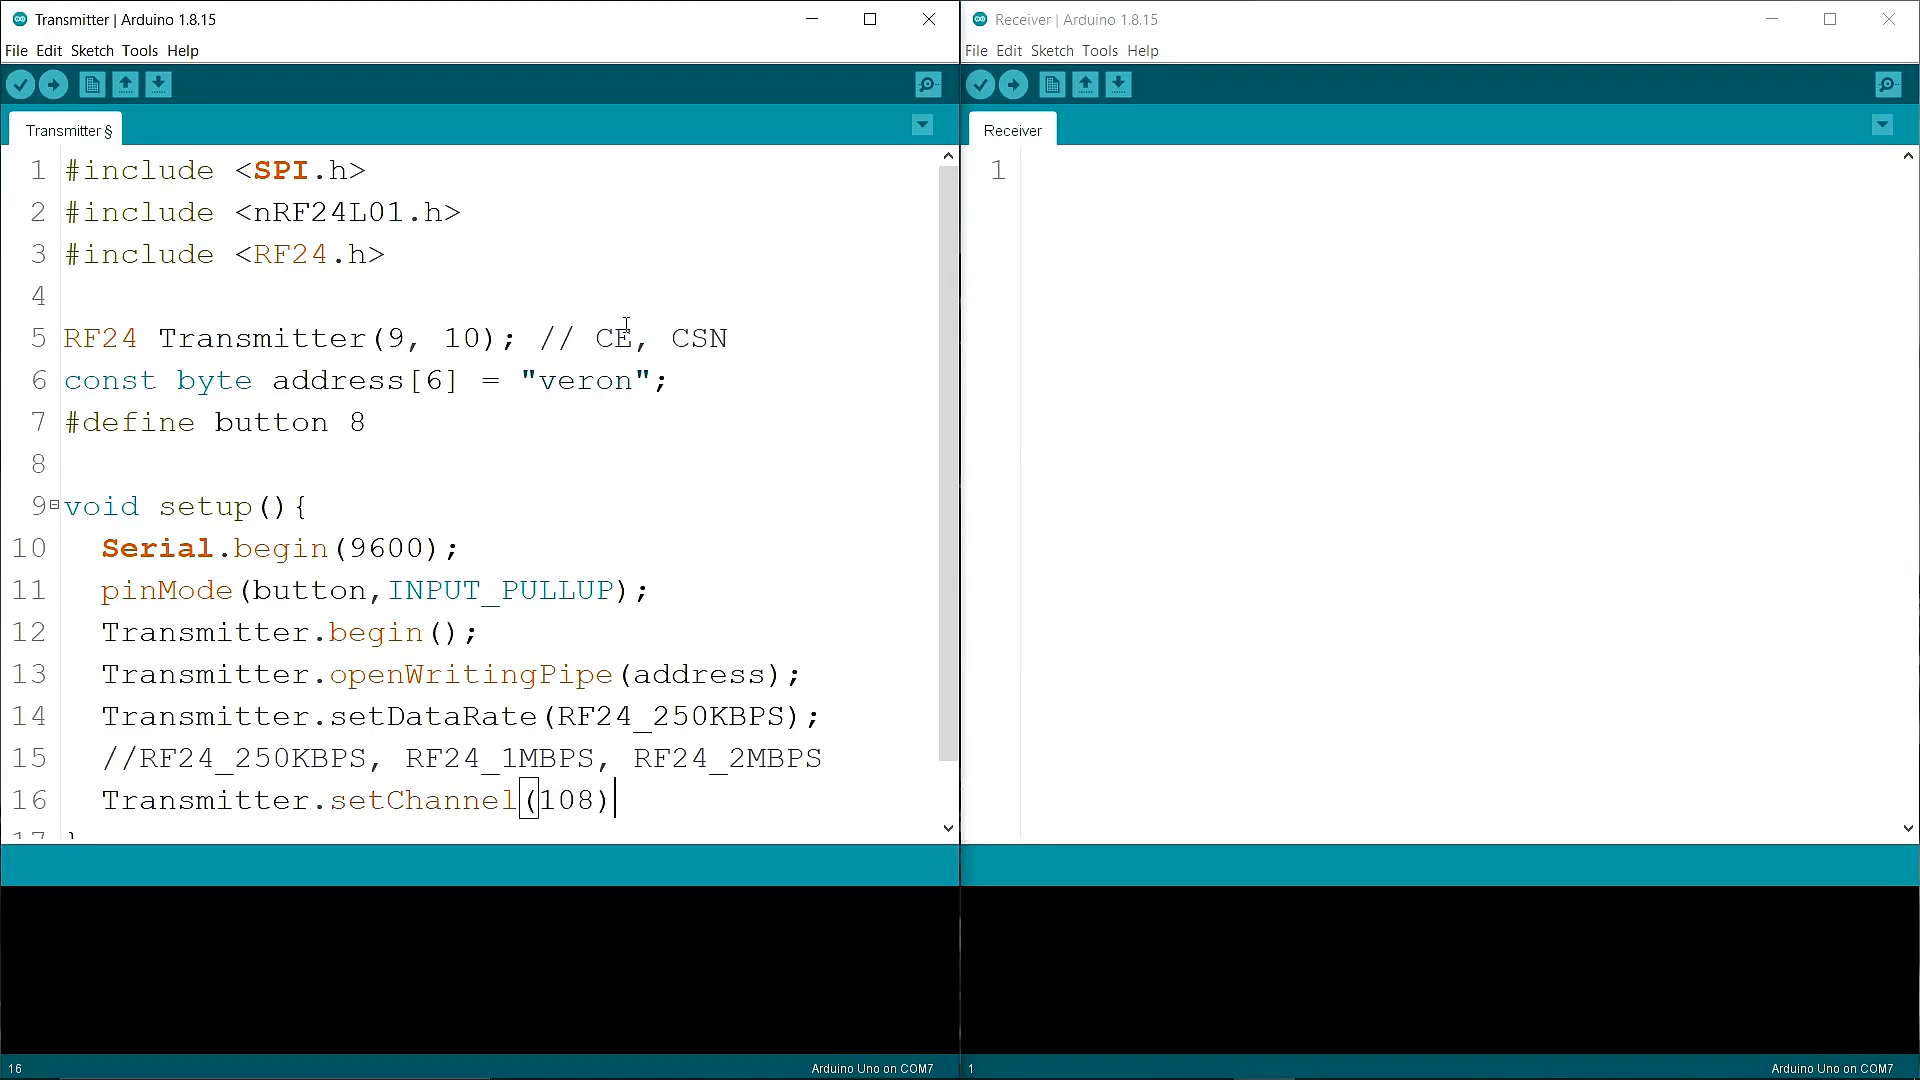 Transmitter | Arduino 1.8.15
File Edit Sketch Tools Help
Transmitter §
1 #include <SPI.h>
2 #include <nRF24L01.h>
3 #include <RF24.h>
4
5 RF24 Transmitter(9, 10); // CE, CSN
6 const byte address[6] = "veron";
7 #define button 8
8
9 void setup(){
10 Serial.begin(9600);
11 pinMode(button,INPUT_PULLUP);
12 Transmitter.begin();
13 Transmitter.openWritingPipe(address);
14 Transmitter.setDataRate(RF24_250KBPS);
15 //RF24_250KBPS, RF24_1MBPS, RF24_2MBPS
16 Transmitter.setChannel(108)
17 }
16
Arduino Uno on COM7
Receiver | Arduino 1.8.15
File Edit Sketch Tools Help
Receiver
1
1
Arduino Uno on COM7